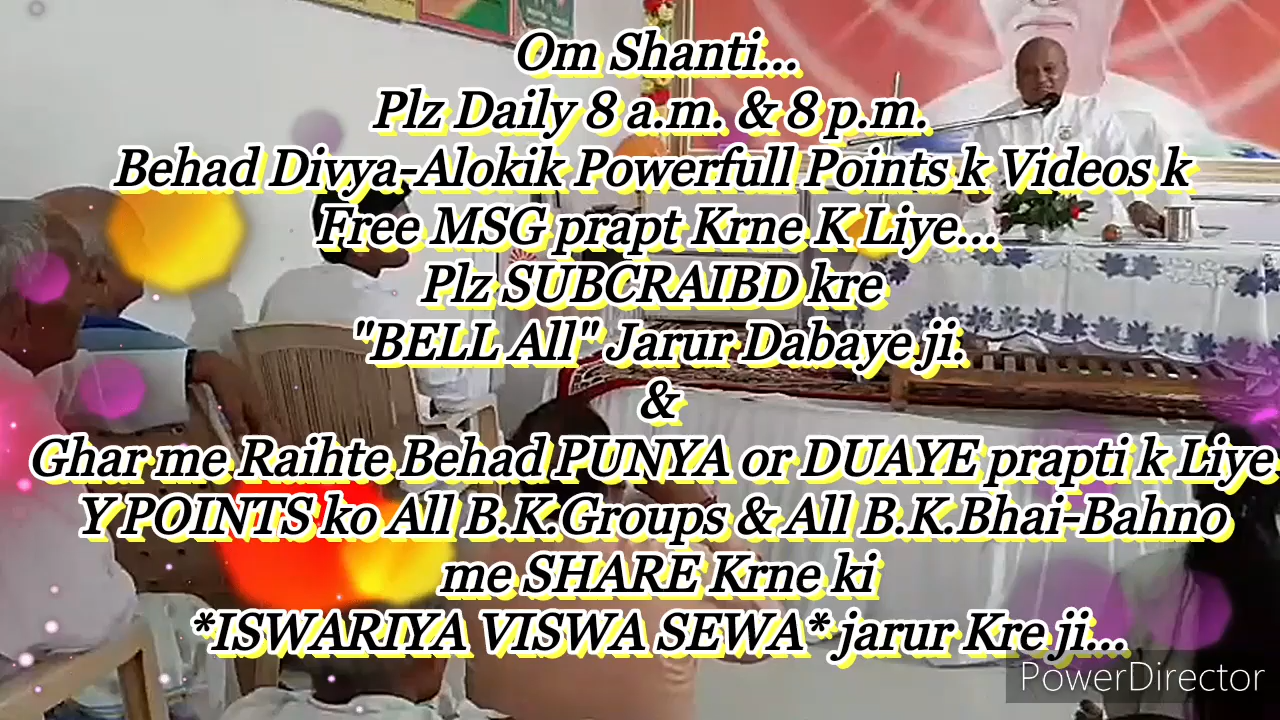 Om Shanti...
Plz Daily 8 a.m. & 8 p.m.
Behad Divya-Alokik Powerfull Points k Videos k
Free MSG prapt Krne K Liye...
Plz SUBCRAIBD kre
"BELL All" Jarur Dabaye ji.
&
Ghar me Raihte Behad PUNYA or DUAYE prapti k Liye
Y POINTS ko All B.K.Groups & All B.K.Bhai-Bahno
me SHARE Krne ki
*ISWARIYA VISWA SEWA* jarur Kre ji...
PowerDirector